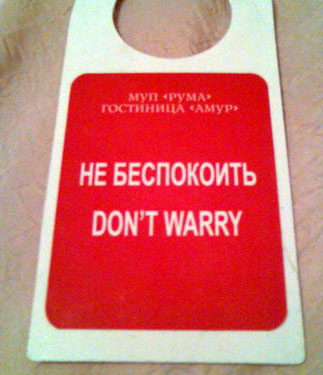 МУП «РУМА»
ГОСТИНИЦА «АМУР»
НЕ БЕСПОКОИТЬ
DON'T WARRY